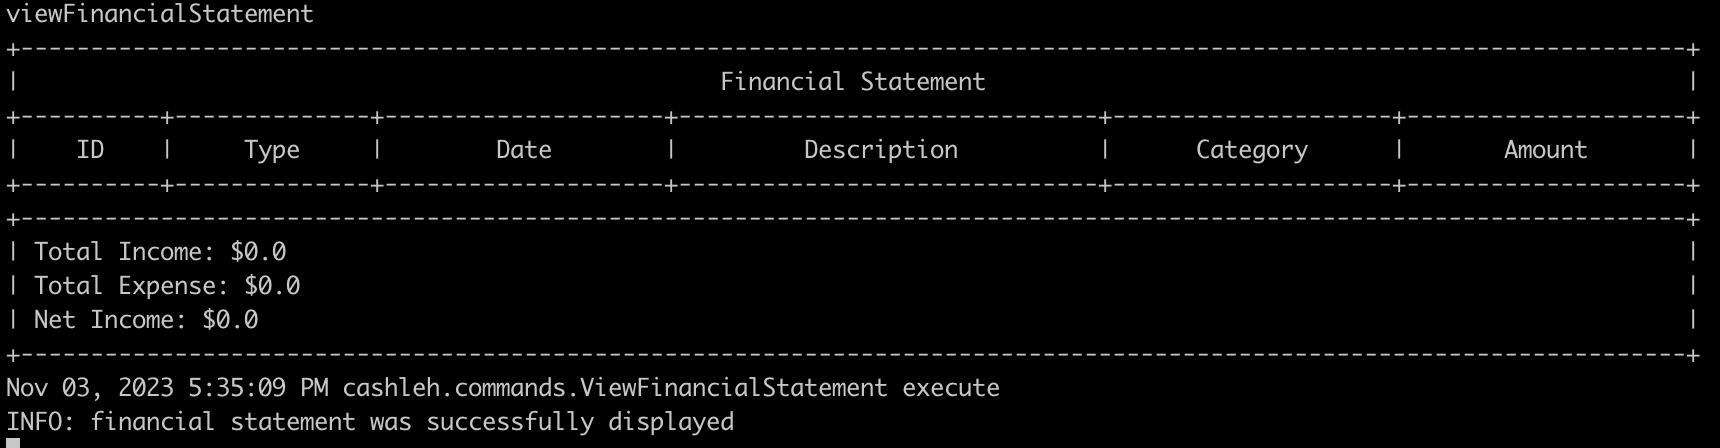 viewFinancialStatement
+-----------------------------------------------------------------------------------------------------------------------+
| Financial Statement |
+----------+--------------+--------------------+------------------------------+--------------------+--------------------+
| ID | Type | Date | Description | Category | Amount |
+----------+--------------+--------------------+------------------------------+--------------------+--------------------+
+-----------------------------------------------------------------------------------------------------------------------+
| Total Income: $0.0 |
| Total Expense: $0.0 |
| Net Income: $0.0 |
+-----------------------------------------------------------------------------------------------------------------------+
Nov 03, 2023 5:35:09 PM cashleh.commands.ViewFinancialStatement execute
INFO: financial statement was successfully displayed